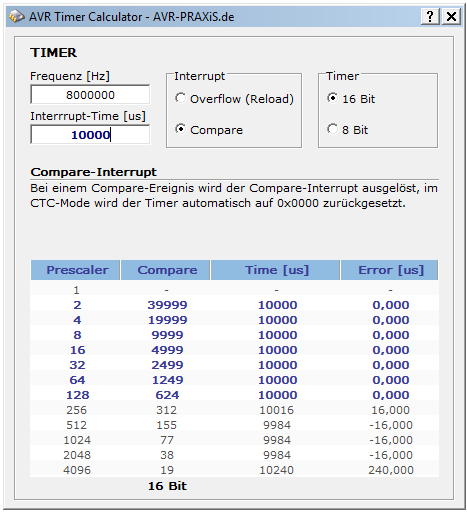 AVR Timer Calculator - AVR-PRAXiS.de
TIMER
Frequenz [Hz]
8000000
Interrrupt-Time [us]
10000
Interrupt
Overflow (Reload)
Compare
Timer
16 Bit
8 Bit
Compare-Interrupt
Bei einem Compare-Ereignis wird der Compare-Interrupt ausgelöst, im
CTC-Mode wird der Timer automatisch auf 0x0000 zurückgesetzt.
Prescaler Compare Time [us] Error [us]
1 - - -
2 39999 10000 0,000
4 19999 10000 0,000
8 9999 10000 0,000
16 4999 10000 0,000
32 2499 10000 0,000
64 1249 10000 0,000
128 624 10000 0,000
256 312 10016 16,000
512 155 9984 -16,000
1024 77 9984 -16,000
2048 38 9984 -16,000
4096 19 10240 240,000
16 Bit